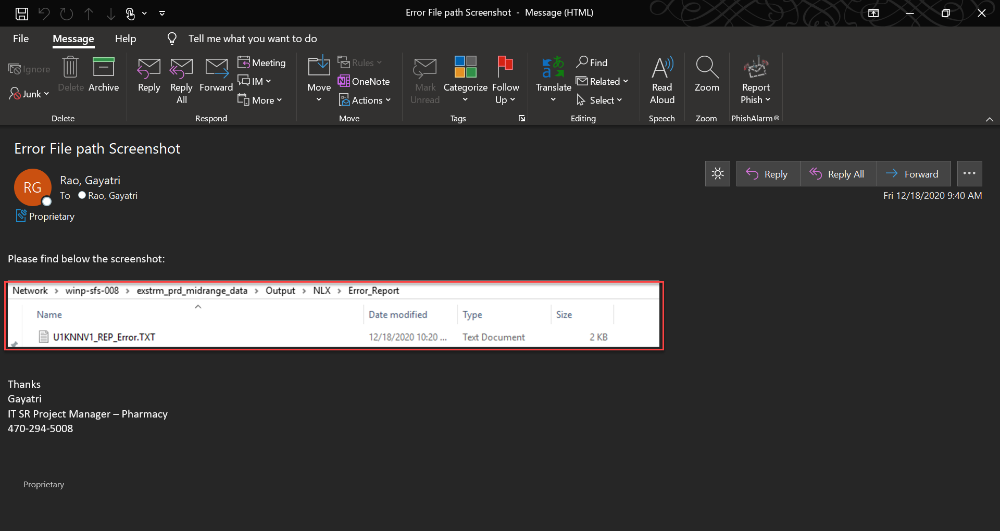 Error File path Screenshot - Message (HTML)
File Message Help Tell me what you want to do
Ignore
Junk
Delete
Archive
Delete
Reply
Reply All
Forward
Meeting
IM
More
Respond
Move
Rules
OneNote
Actions
Move
Mark Unread
Categorize
Follow Up
Tags
Translate
Find
Related
Select
Editing
Read Aloud
Speech
Zoom
Zoom
Report Phish
PhishAlarm®
Error File path Screenshot
RG
Rao, Gayatri
To Rao, Gayatri
Proprietary
Reply Reply All Forward
Fri 12/18/2020 9:40 AM
Please find below the screenshot:
Network > winp-sfs-008 > exstrm_prd_midrange_data > Output > NLX > Error_Report
Name Date modified Type Size
U1KNNV1_REP_Error.TXT 12/18/2020 10:20 ... Text Document 2 KB
Thanks
Gayatri
IT SR Project Manager – Pharmacy
470-294-5008
Proprietary